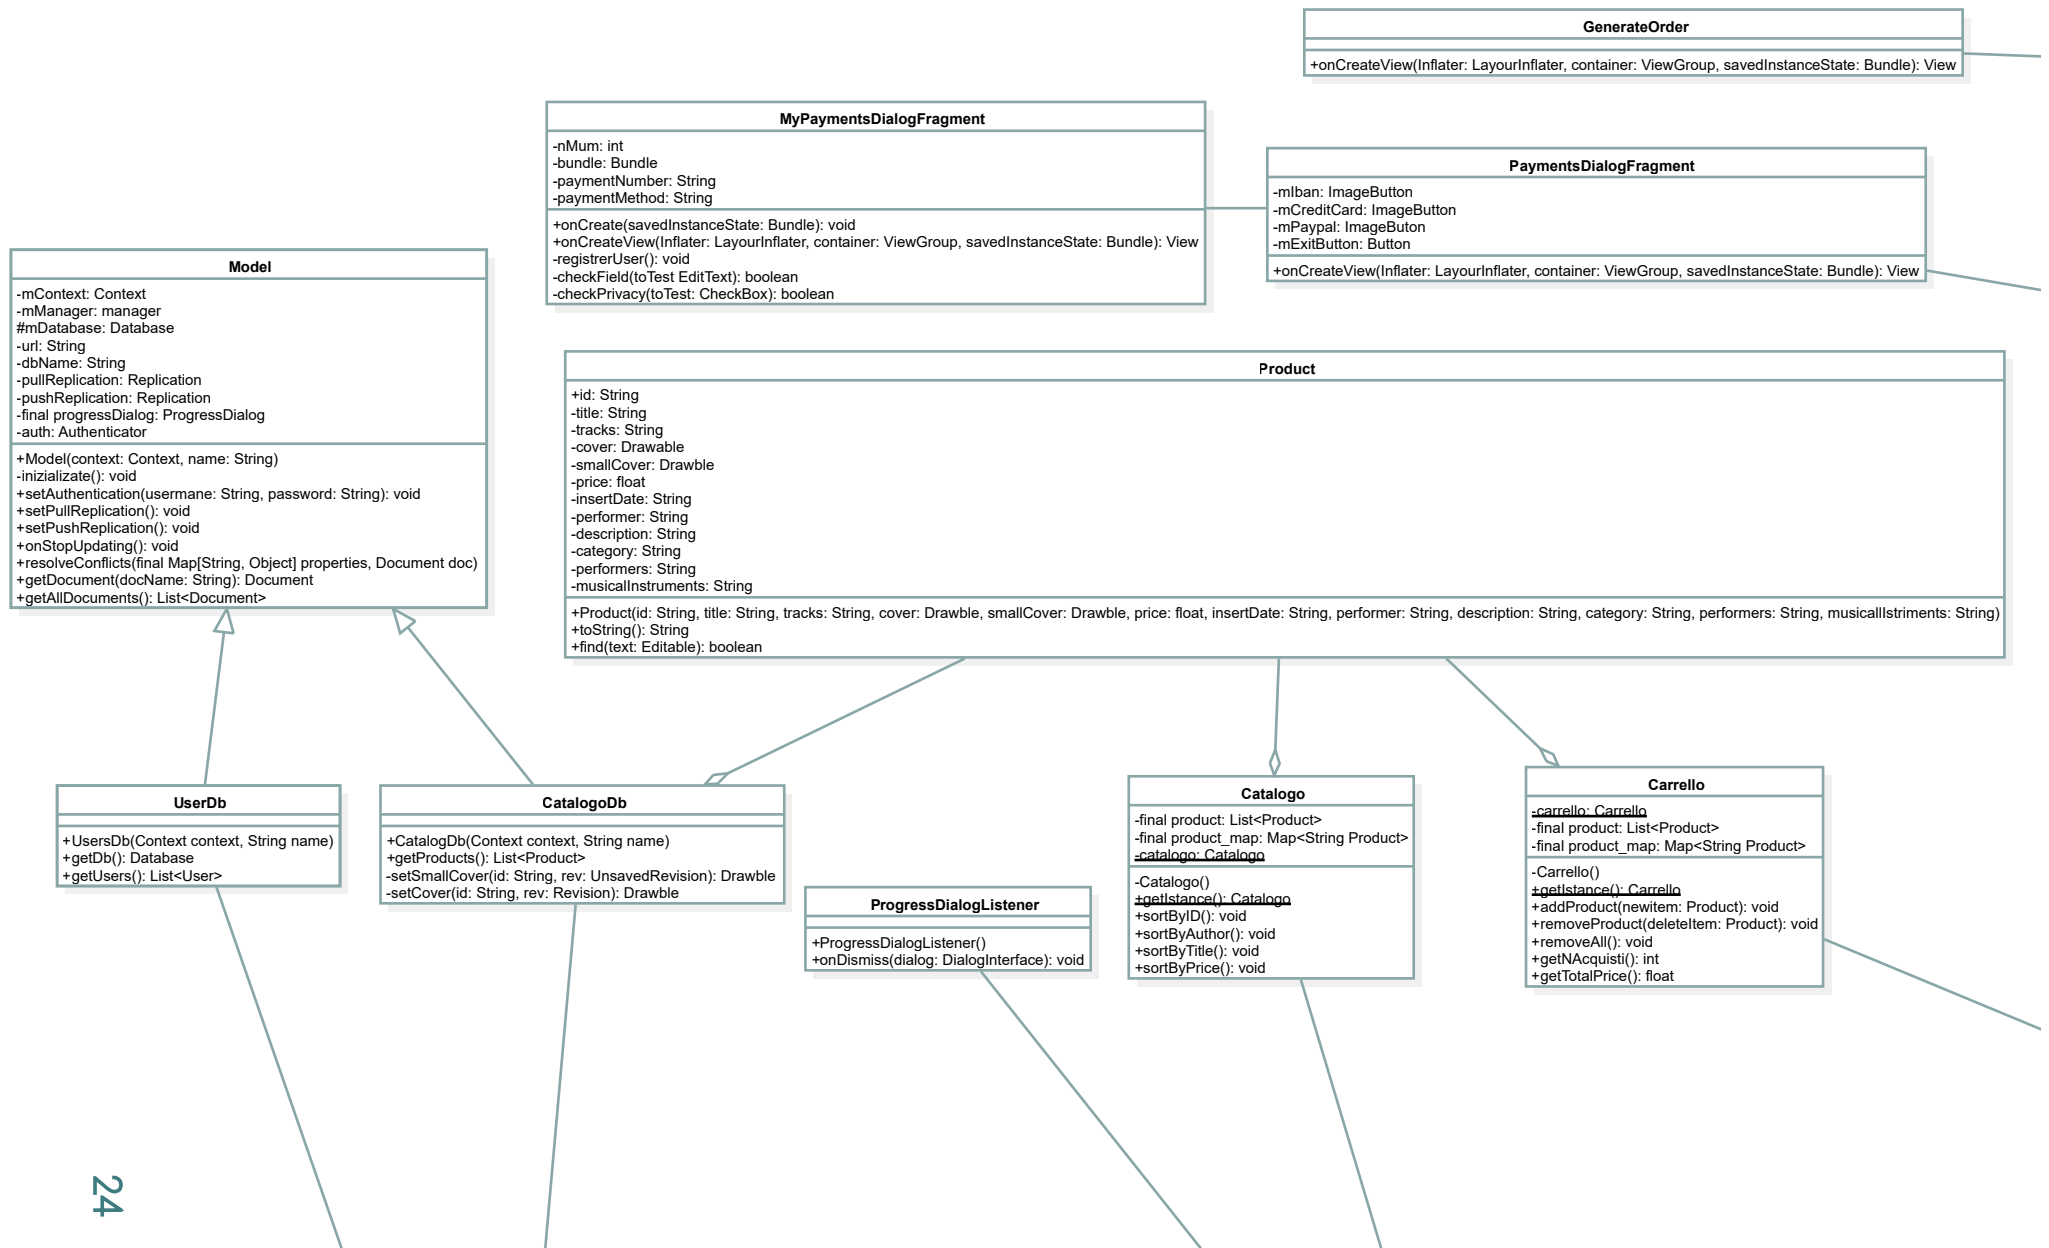 GenerateOrder
+onCreateView(Inflater: LayourInflater, container: ViewGroup, savedInstanceState: Bundle): View
MyPaymentsDialogFragment
-nMum: int
-bundle: Bundle
-paymentNumber: String
-paymentMethod: String
+onCreate(savedInstanceState: Bundle): void
+onCreateView(Inflater: LayourInflater, container: ViewGroup, savedInstanceState: Bundle): View
-registrerUser(): void
-checkField(toTest EditText): boolean
-checkPrivacy(toTest: CheckBox): boolean
PaymentsDialogFragment
-mIban: ImageButton
-mCreditCard: ImageButton
-mPaypal: ImageButon
-mExitButton: Button
+onCreateView(Inflater: LayourInflater, container: ViewGroup, savedInstanceState: Bundle): View
Model
-mContext: Context
-mManager: manager
#mDatabase: Database
-url: String
-dbName: String
-pullReplication: Replication
-pushReplication: Replication
-final progressDialog: ProgressDialog
-auth: Authenticator
+Model(context: Context, name: String)
-inizializate(): void
+setAuthentication(usermane: String, password: String): void
+setPullReplication(): void
+setPushReplication(): void
+onStopUpdating(): void
+resolveConflicts(final Map[String, Object] properties, Document doc)
+getDocument(docName: String): Document
+getAllDocuments(): List<Document>
Product
+id: String
-title: String
-tracks: String
-cover: Drawable
-smallCover: Drawble
-price: float
-insertDate: String
-performer: String
-description: String
-category: String
-performers: String
-musicalInstruments: String
+Product(id: String, title: String, tracks: String, cover: Drawble, smallCover: Drawble, price: float, insertDate: String, performer: String, description: String, category: String, performers: String, musicallIstriments: String)
+toString(): String
+find(text: Editable): boolean
UserDb
+UsersDb(Context context, String name)
+getDb(): Database
+getUsers(): List<User>
CatalogoDb
+CatalogDb(Context context, String name)
+getProducts(): List<Product>
-setSmallCover(id: String, rev: UnsavedRevision): Drawble
-setCover(id: String, rev: Revision): Drawble
ProgressDialogListener
+ProgressDialogListener()
+onDismiss(dialog: DialogInterface): void
Catalogo
-final product: List<Product>
-final product_map: Map<String Product>
-catalogo: Catalogo
-Catalogo()
+getIstance(): Catalogo
+sortByID(): void
+sortByAuthor(): void
+sortByTitle(): void
+sortByPrice(): void
Carrello
-carrello: Carrello
-final product: List<Product>
-final product_map: Map<String Product>
-Carrello()
+getIstance(): Carrello
+addProduct(newitem: Product): void
+removeProduct(deleteItem: Product): void
+removeAll(): void
+getNAcquisti(): int
+getTotalPrice(): float
24